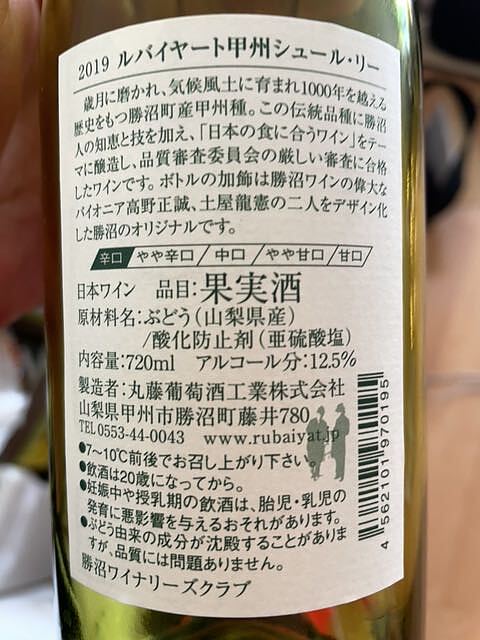 2019 ルバイヤート甲州シュール・リー
歳月に磨かれ、気候風土に育まれ1000年を越える
歴史をもつ勝沼町産甲州種。この伝統品種に勝沼
人の知恵と技を加え、「日本の食に合うワイン」をテー
マに醸造し、品質審査委員会の厳しい審査に合格
したワインです。ボトルの加飾は勝沼ワインの偉大な
パイオニア高野正誠、土屋龍憲の二人をデザイン化
した勝沼のオリジナルです。
辛口/やや辛口/中口/やや甘口/甘口
日本ワイン 品目:果実酒
原材料名:ぶどう(山梨県産)
/酸化防止剤(亜硫酸塩)
内容量:720ml アルコール分:12.5%
製造者:丸藤葡萄酒工業株式会社
山梨県甲州市勝沼町藤井780
TEL0553-44-0043 www.rubaiyat.jp
●7〜10℃前後でお召し上がり下さい。
●飲酒は20歳になってから。
●妊娠中や授乳期の飲酒は、胎児・乳児の
発育に悪影響を与えるおそれがあります。
●ぶどう由来の成分が沈殿することがありま
すが、品質には問題ありません。
勝沼ワイナリーズクラブ
4 562101 970195